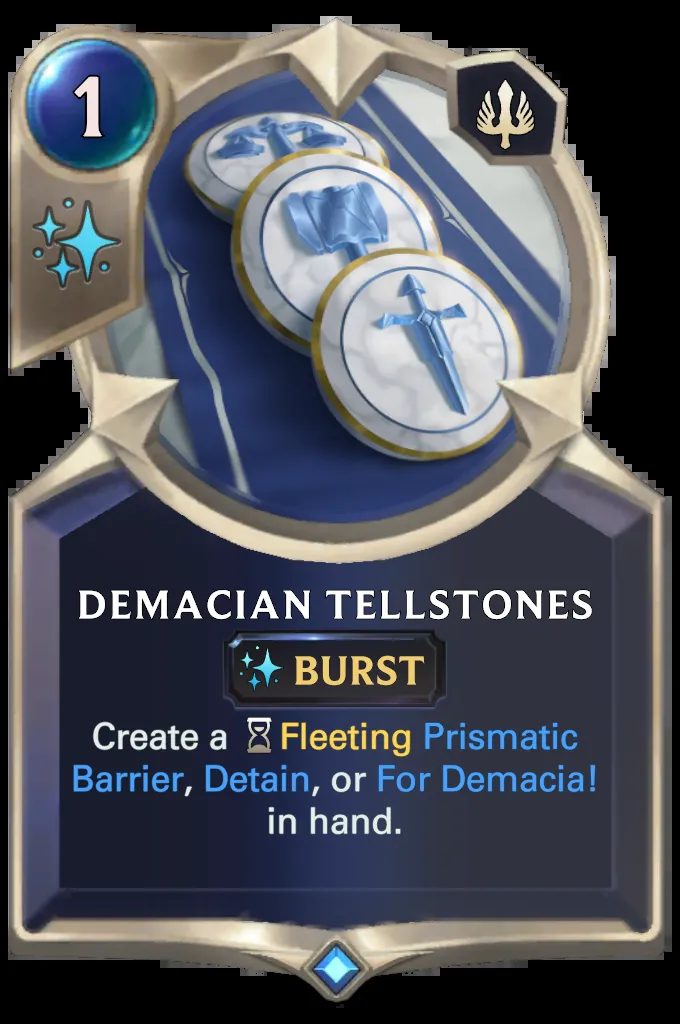 1
DEMACIAN TELLSTONES
BURST
Create a Fleeting Prismatic
Barrier, Detain, or For Demacia!
in hand.